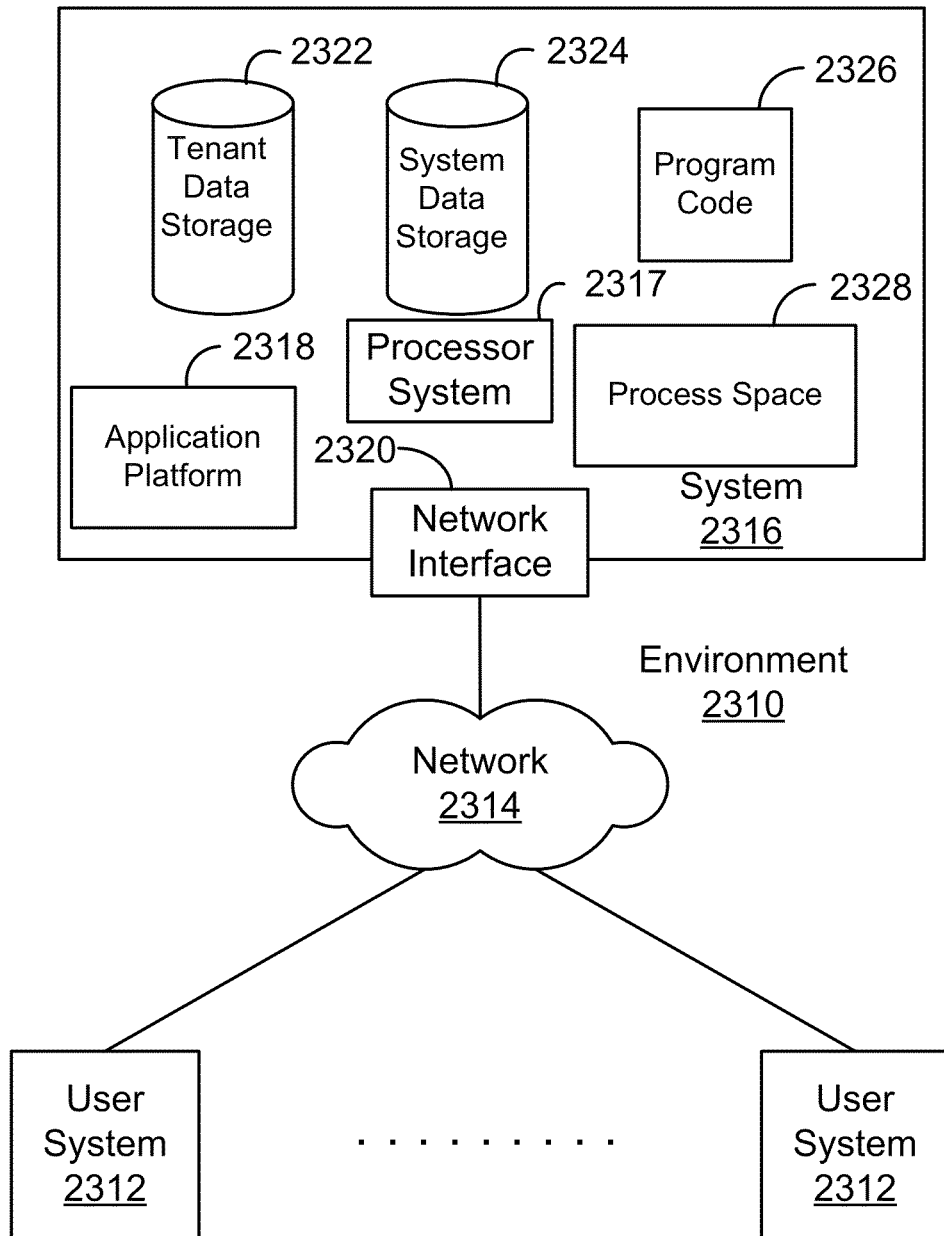 2322
2324
2326
Tenant
Data
Storage
System
Data
Storage
Program
Code
2317
2328
2318
Processor
System
Process Space
Application
Platform
2320
System
2316
Network
Interface
Environment
2310
Network
2314
User
System
2312
. . . . . . . . . .
User
System
2312